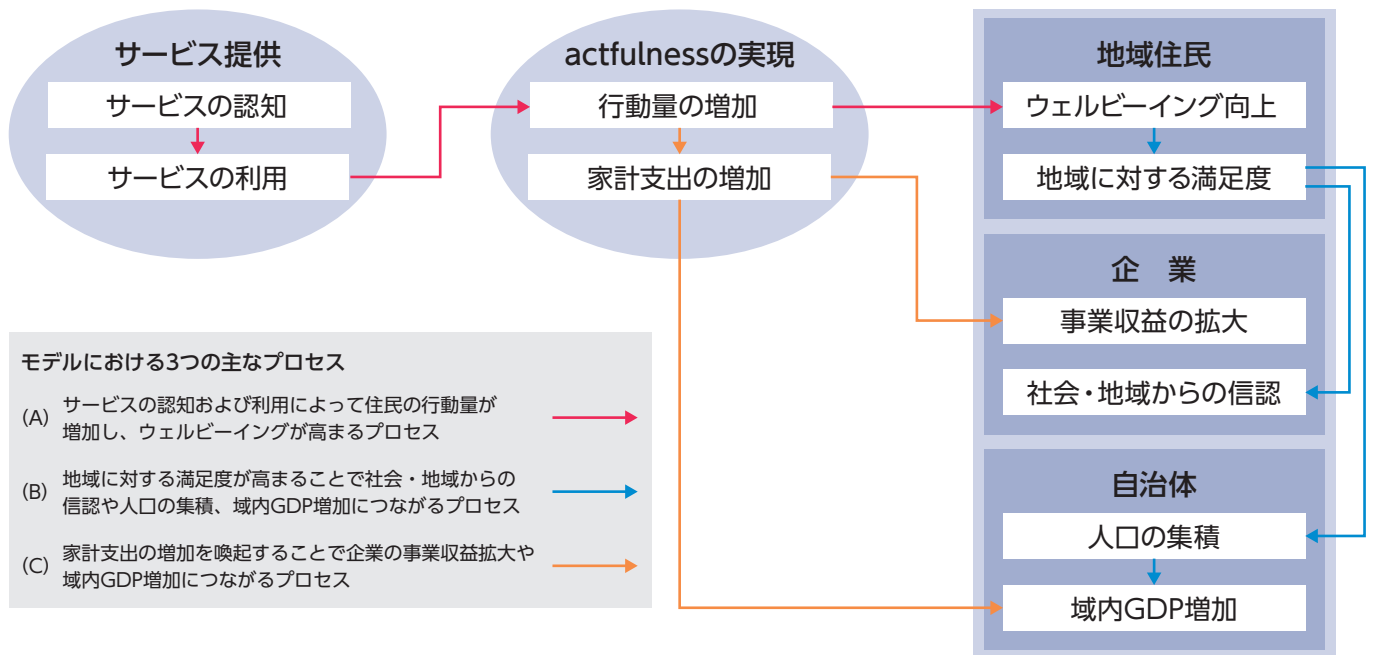 サービス提供
サービスの認知
サービスの利用
actfulnessの実現
行動量の増加
家計支出の増加
地域住民
ウェルビーイング向上
地域に対する満足度
企　業
事業収益の拡大
社会・地域からの信認
自治体
人口の集積
域内GDP増加
モデルにおける3つの主なプロセス
(A) サービスの認知および利用によって住民の行動量が
増加し、ウェルビーイングが高まるプロセス
(B) 地域に対する満足度が高まることで社会・地域からの
信認や人口の集積、域内GDP増加につながるプロセス
(C) 家計支出の増加を喚起することで企業の事業収益拡大や
域内GDP増加につながるプロセス